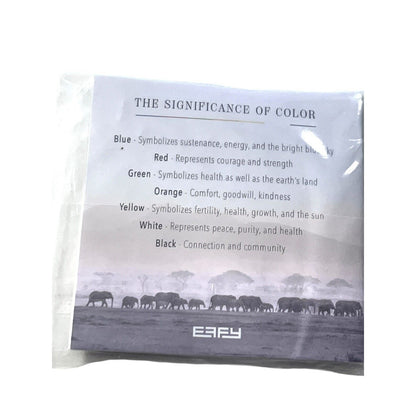 THE SIGNIFICANCE OF COLOR
Blue - Symbolizes sustenance, energy, and the bright blue sky
Red - Represents courage and strength
Green - Symbolizes health as well as the earth's land
Orange - Comfort, goodwill, kindness
Yellow - Symbolizes fertility, health, growth, and the sun
White - Represents peace, purity, and health
Black - Connection and community
EFFY